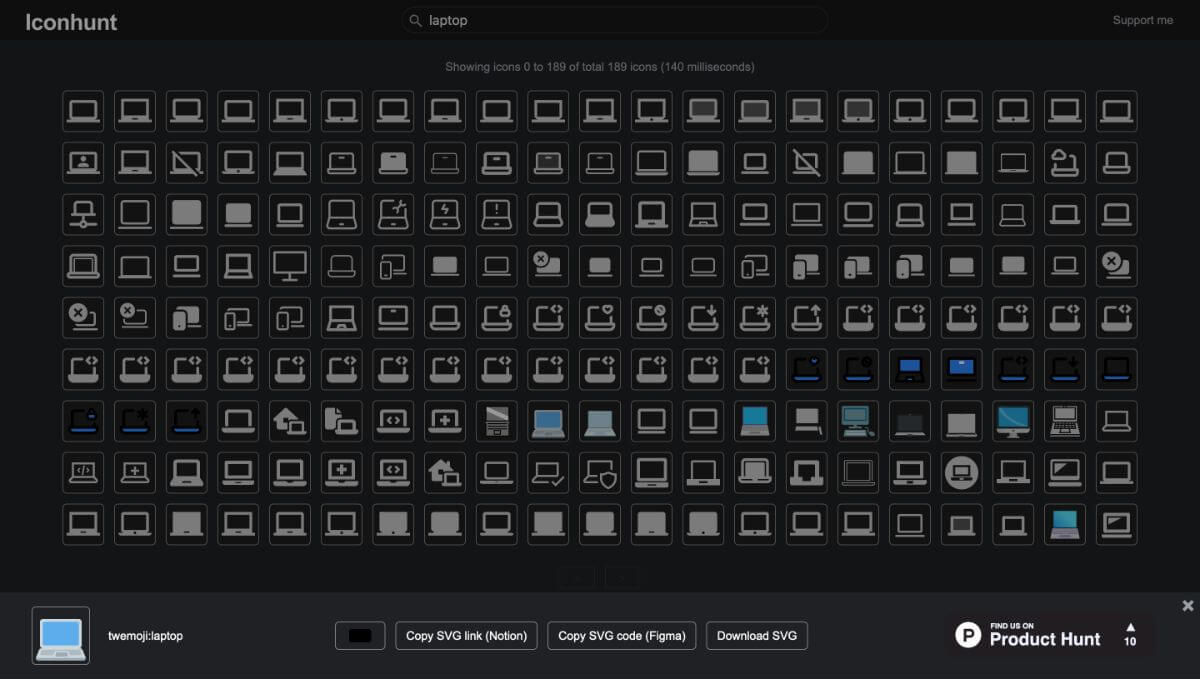 Iconhunt
laptop
Support me
Showing icons 0 to 189 of total 189 icons (140 milliseconds)
twemoji:laptop
Copy SVG link (Notion)
Copy SVG code (Figma)
Download SVG
P
FIND US ON
Product Hunt
▲
10